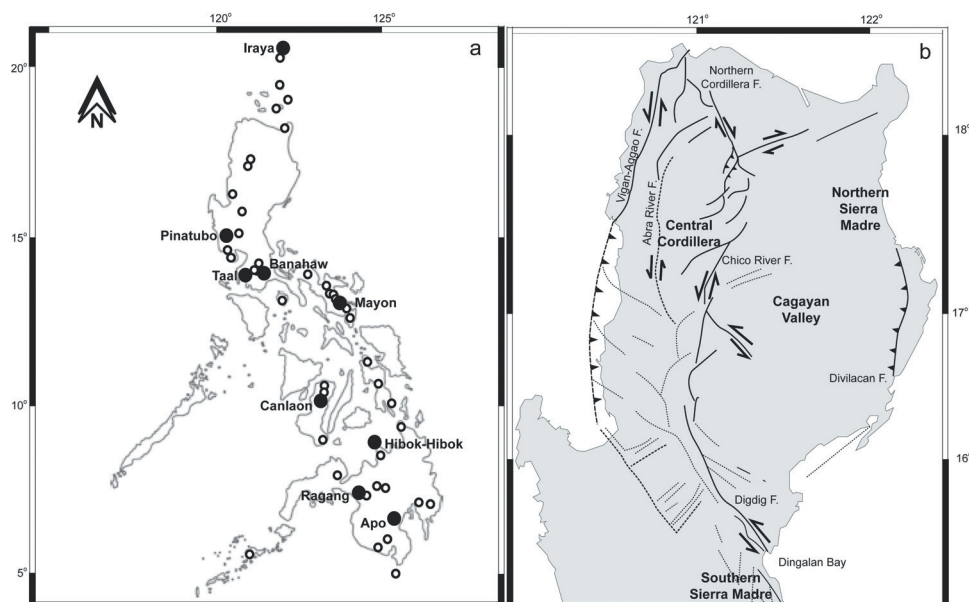 120°
125°
20°
15°
10°
5°
a
N
Iraya
Pinatubo
Taal
Banahaw
Mayon
Canlaon
Hibok-Hibok
Ragang
Apo
121°
122°
18°
17°
16°
b
Northern
Cordillera F.
Vigan-Aggao F.
Abra River F.
Central
Cordillera
Northern
Sierra
Madre
Chico River F.
Cagayan
Valley
Divilacan F.
Digdig F.
Dingalan Bay
Southern
Sierra Madre